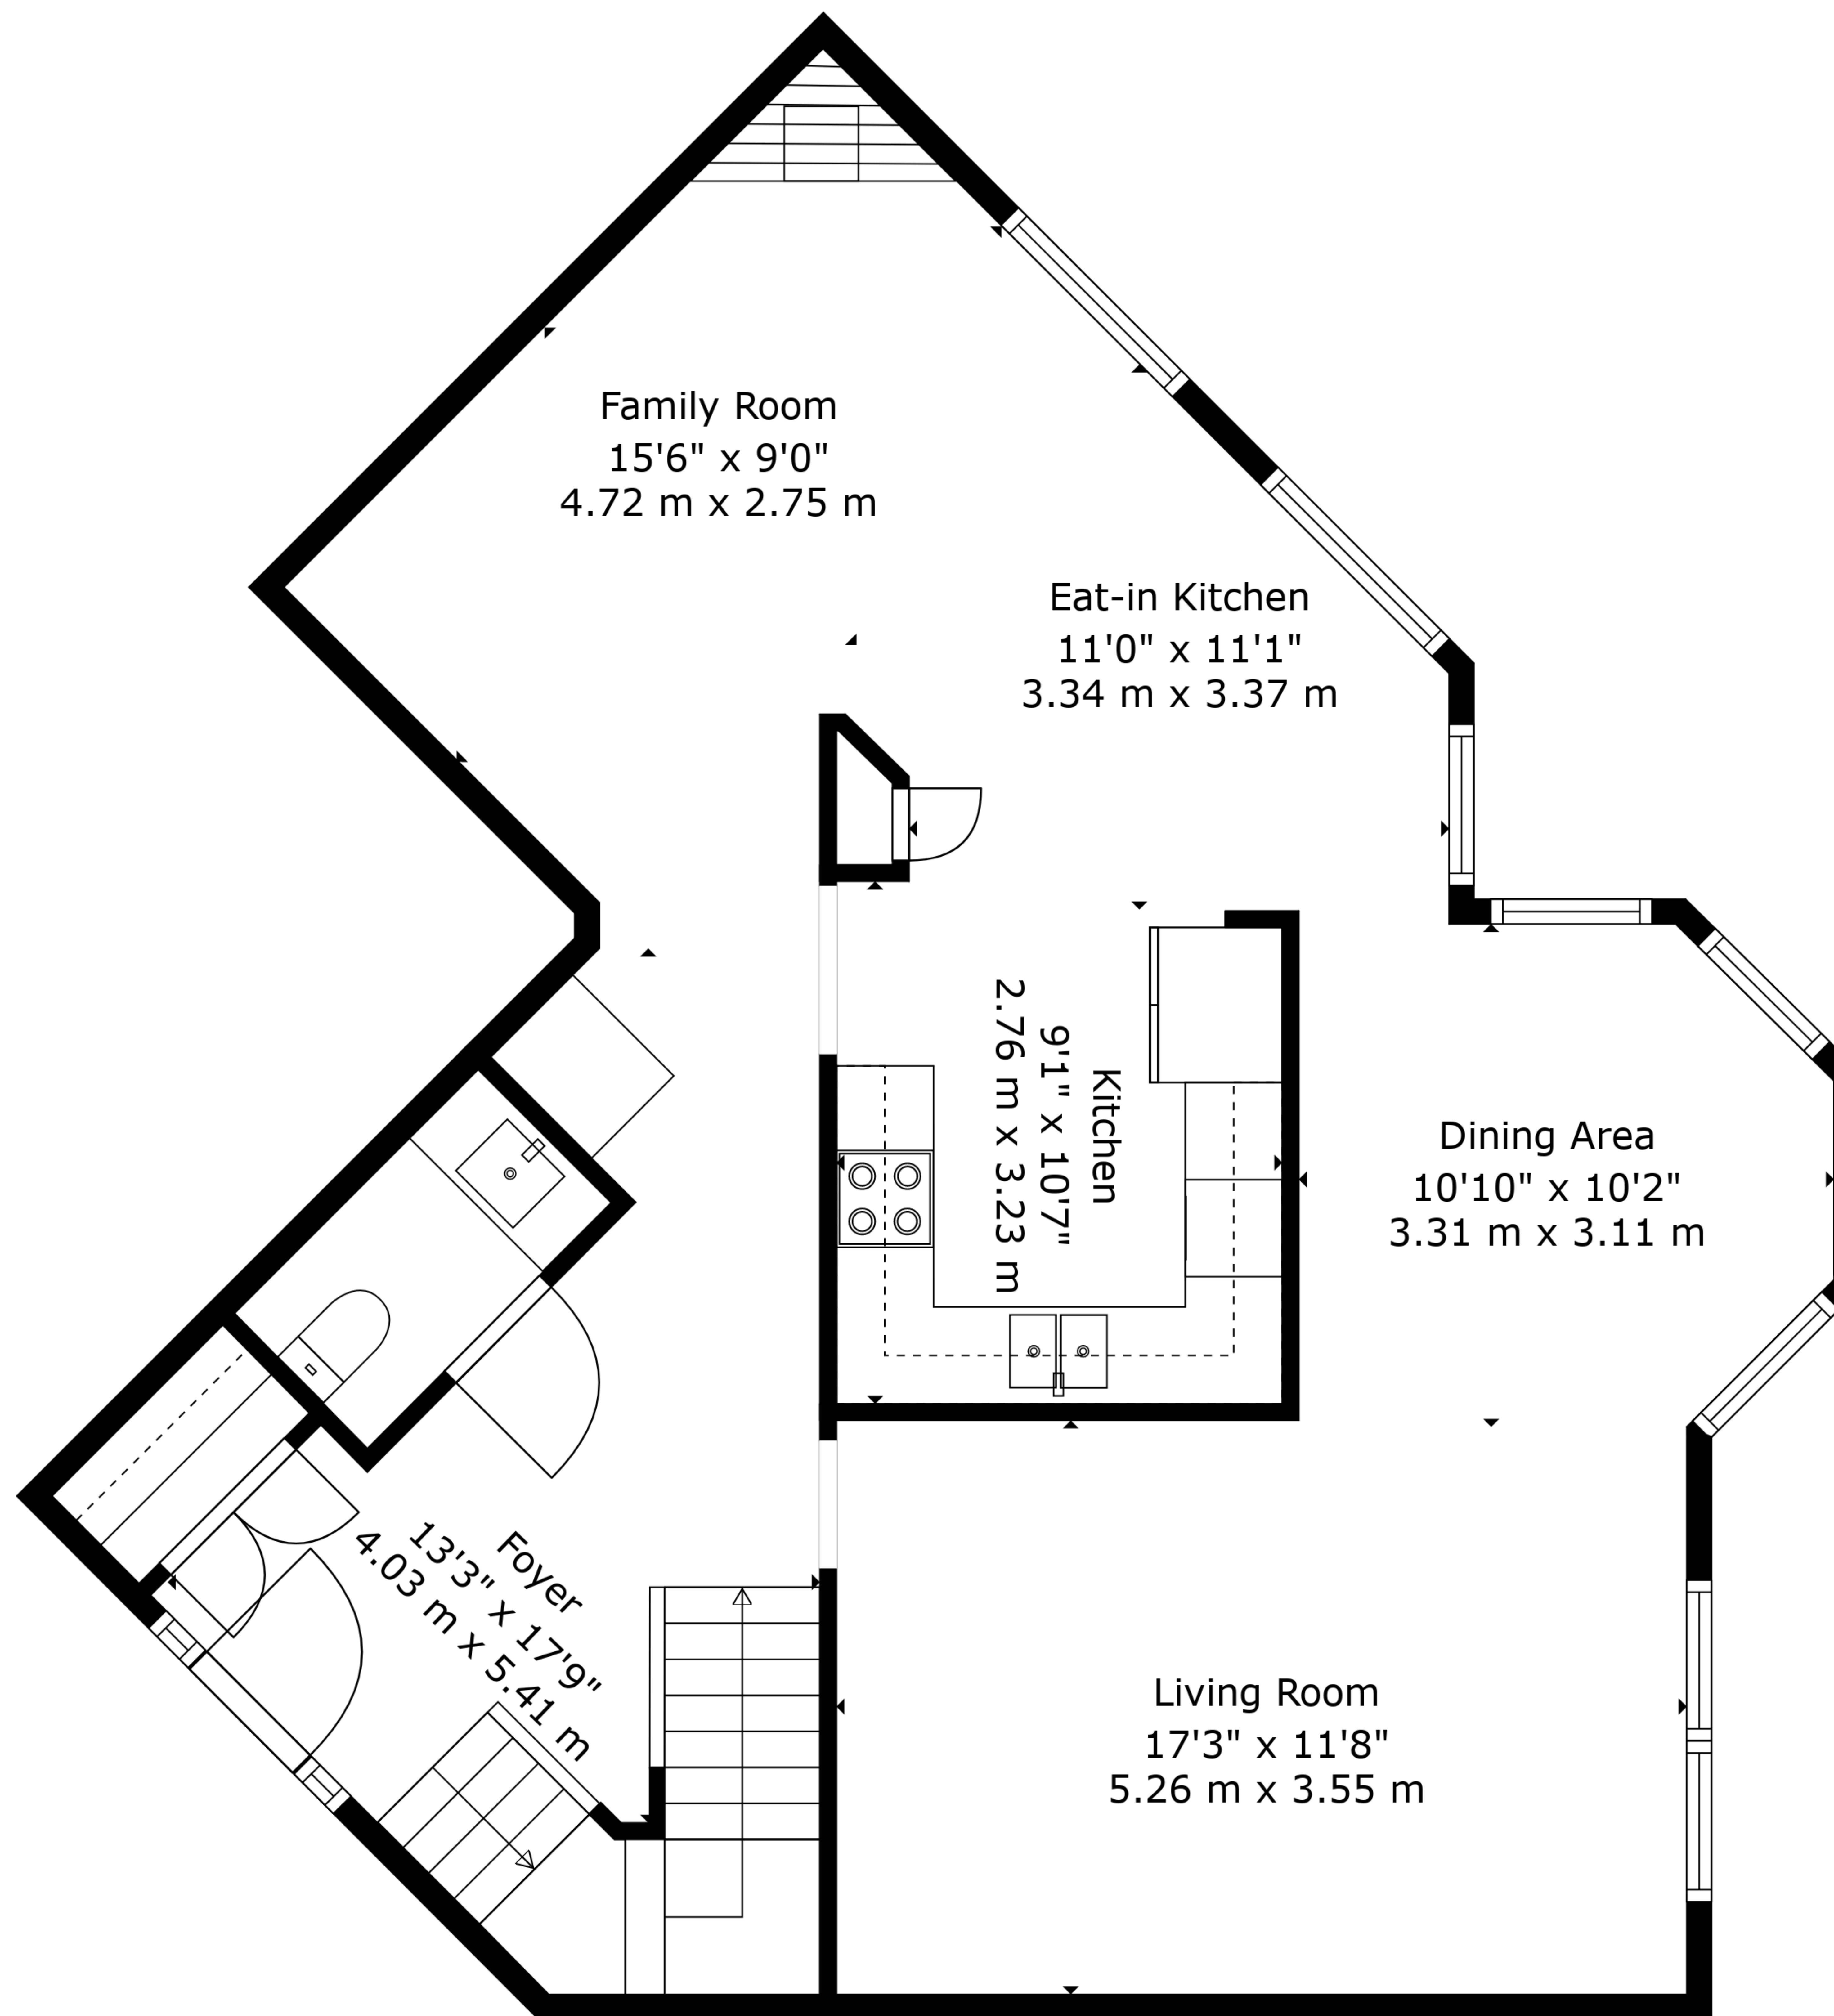 Family Room
15'6" x 9'0"
4.72 m x 2.75 m
Eat-in Kitchen
11'0" x 11'1"
3.34 m x 3.37 m
Kitchen
9'1" x 10'7"
2.76 m x 3.23 m
Dining Area
10'10" x 10'2"
3.31 m x 3.11 m
Foyer
13'3" x 17'9"
4.03 m x 5.41 m
Living Room
17'3" x 11'8"
5.26 m x 3.55 m